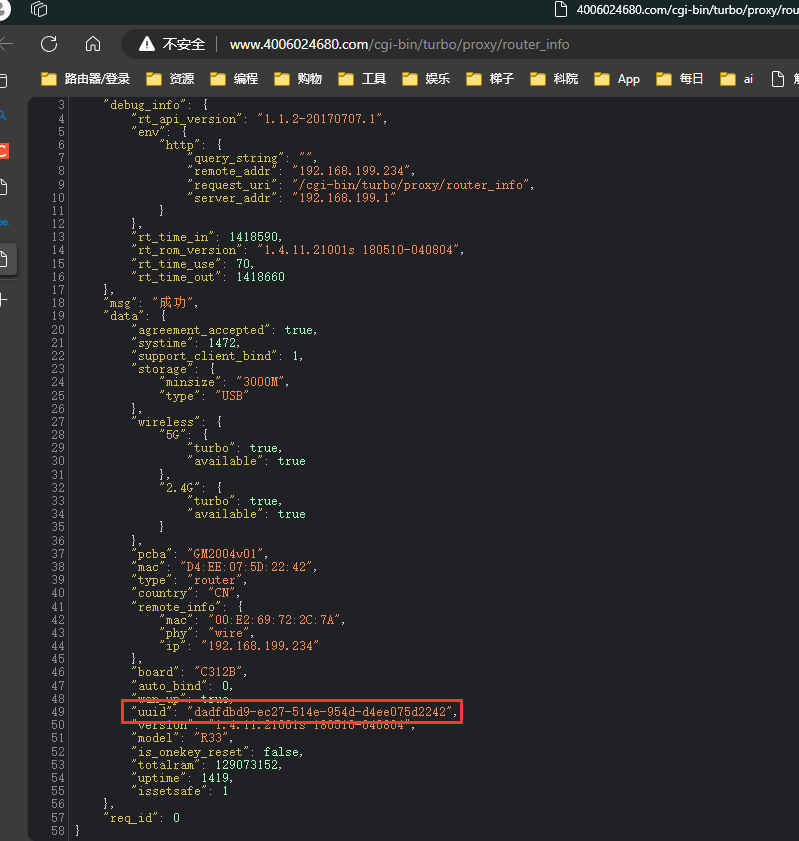 4006024680.com/cgi-bin/turbo/proxy/rou
不安全 www.4006024680.com/cgi-bin/turbo/proxy/router_info
路由器/登录 资源 编程 购物 工具 娱乐 梯子 科院 App 每日 ai
3 "debug_info": {
4 "rt_api_version": "1.1.2-20170707.1",
5 "env": {
6 "http": {
7 "query_string": "",
8 "remote_addr": "192.168.199.234",
9 "request_uri": "/cgi-bin/turbo/proxy/router_info",
10 "server_addr": "192.168.199.1"
11 }
12 },
13 "rt_time_in": 1418590,
14 "rt_rom_version": "1.4.11.21001s 180510-040804",
15 "rt_time_use": 70,
16 "rt_time_out": 1418660
17 },
18 "msg": "成功",
19 "data": {
20 "agreement_accepted": true,
21 "systime": 1472,
22 "support_client_bind": 1,
23 "storage": {
24 "minsize": "3000M",
25 "type": "USB"
26 },
27 "wireless": {
28 "5G": {
29 "turbo": true,
30 "available": true
31 },
32 "2.4G": {
33 "turbo": true,
34 "available": true
35 }
36 },
37 "pcba": "GM2004v01",
38 "mac": "D4:EE:07:5D:22:42",
39 "type": "router",
40 "country": "CN",
41 "remote_info": {
42 "mac": "00:E2:69:72:2C:7A",
43 "phy": "wire",
44 "ip": "192.168.199.234"
45 },
46 "board": "C312B",
47 "auto_bind": 0,
48 "wan_up": true,
49 "uuid": "dadfdbd9-ec27-514e-954d-d4ee075d2242",
50 "version": "1.4.11.21001s 180510-040804",
51 "model": "R33",
52 "is_onekey_reset": false,
53 "totalram": 129073152,
54 "uptime": 1419,
55 "issetsafe": 1
56 },
57 "req_id": 0
58 }